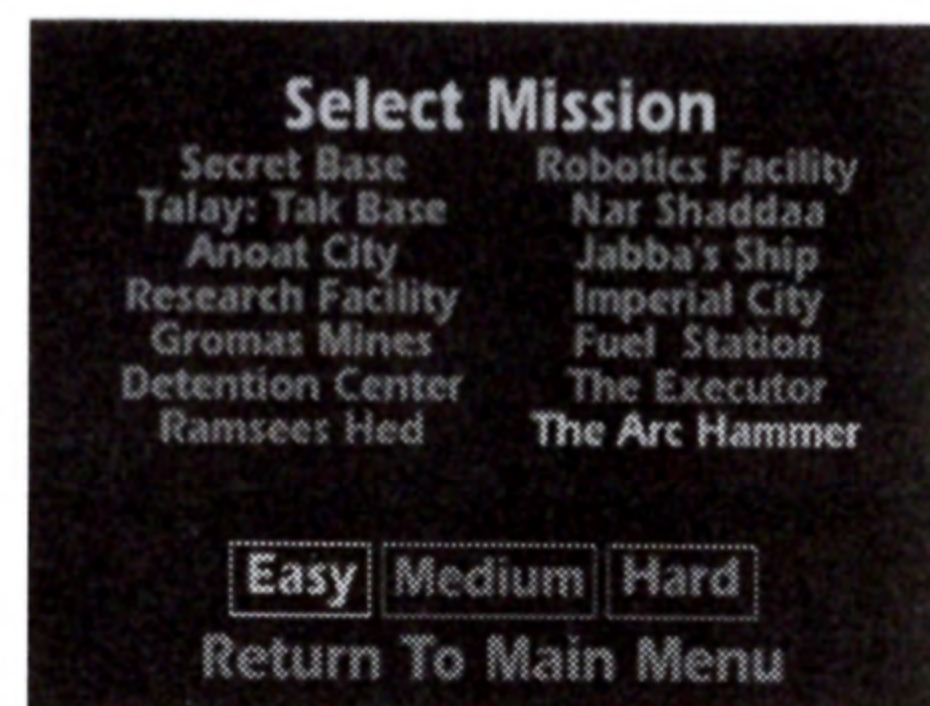 Select Mission
Secret Base
Talay: Tak Base
Anoat City
Research Facility
Gromas Mines
Detention Center
Ramsees Hed
Robotics Facility
Nar Shaddaa
Jabba's Ship
Imperial City
Fuel Station
The Executor
The Arc Hammer
Easy Medium Hard
Return To Main Menu